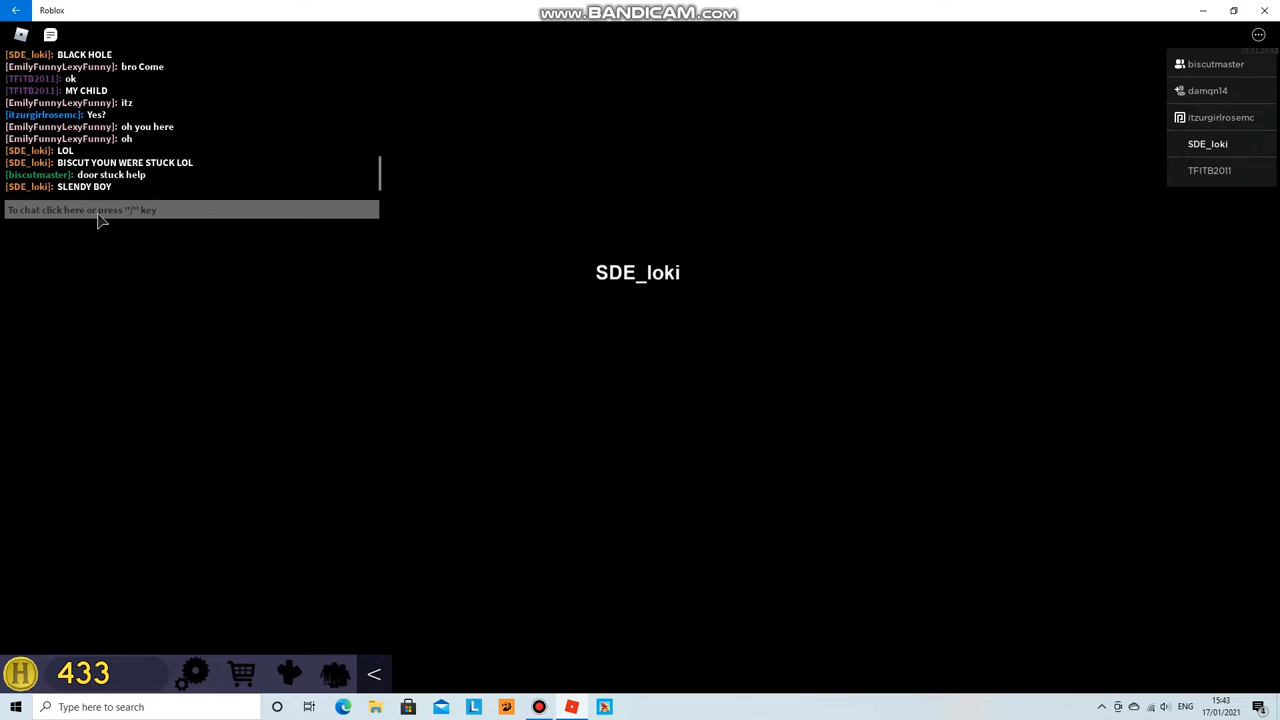 Roblox
www.BANDICAM.com
[SDE_loki]: BLACK HOLE
[EmilyFunnyLexyFunny]: bro Come
[TFITB2011]: ok
[TFITB2011]: MY CHILD
[EmilyFunnyLexyFunny]: itz
[itzurgirlrosemc]: Yes?
[EmilyFunnyLexyFunny]: oh you here
[EmilyFunnyLexyFunny]: oh
[SDE_loki]: LOL
[SDE_loki]: BISCUT YOUN WERE STUCK LOL
[biscutmaster]: door stuck help
[SDE_loki]: SLENDY BOY
To chat click here or press "/" key
biscutmaster
damqn14
itzurgirlrosemc
SDE_loki
TFITB2011
SDE_loki
H 433
<
Type here to search
ENG
15:43
17/01/2021
4